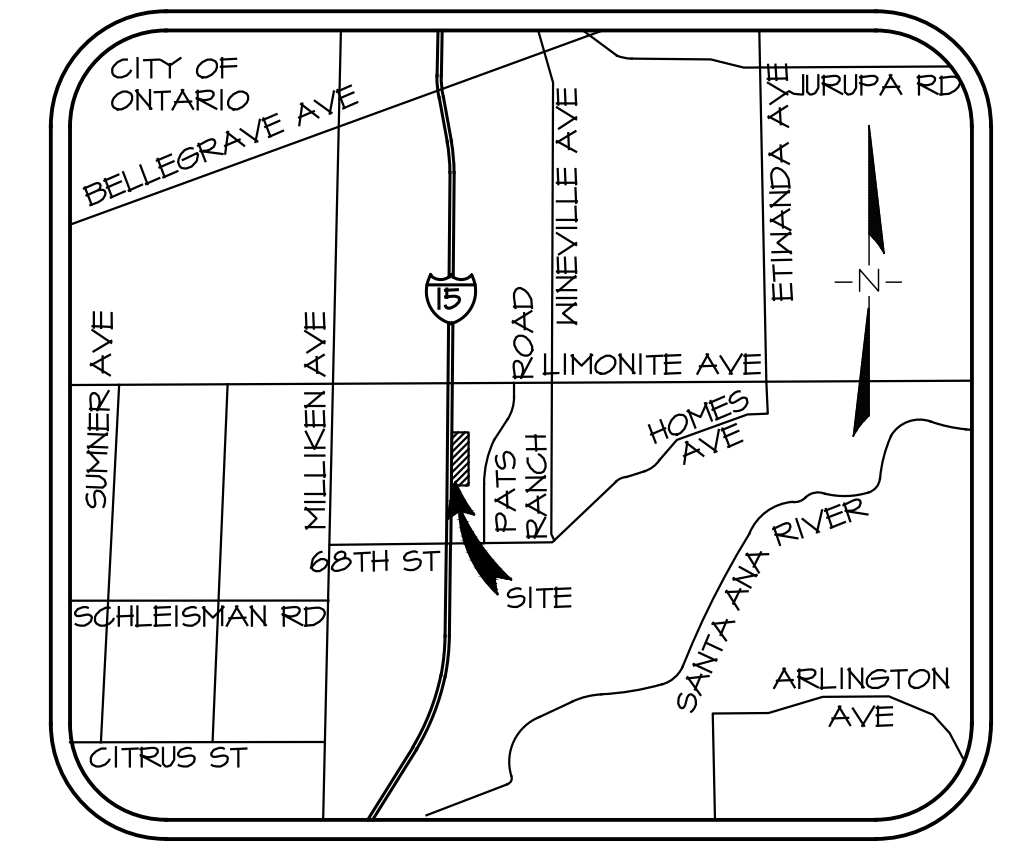 CITY OF
ONTARIO
BELLEGRAVE AVE
JURUPA RD
WINEVILLE AVE
ETIWANDA AVE
-N-
15
SUMNER AVE
MILLIKEN AVE
PATS
RANCH ROAD
LIMONITE AVE
HOMES
AVE
68TH ST
SITE
SANTA ANA RIVER
SCHLEISMAN RD
ARLINGTON
AVE
CITRUS ST